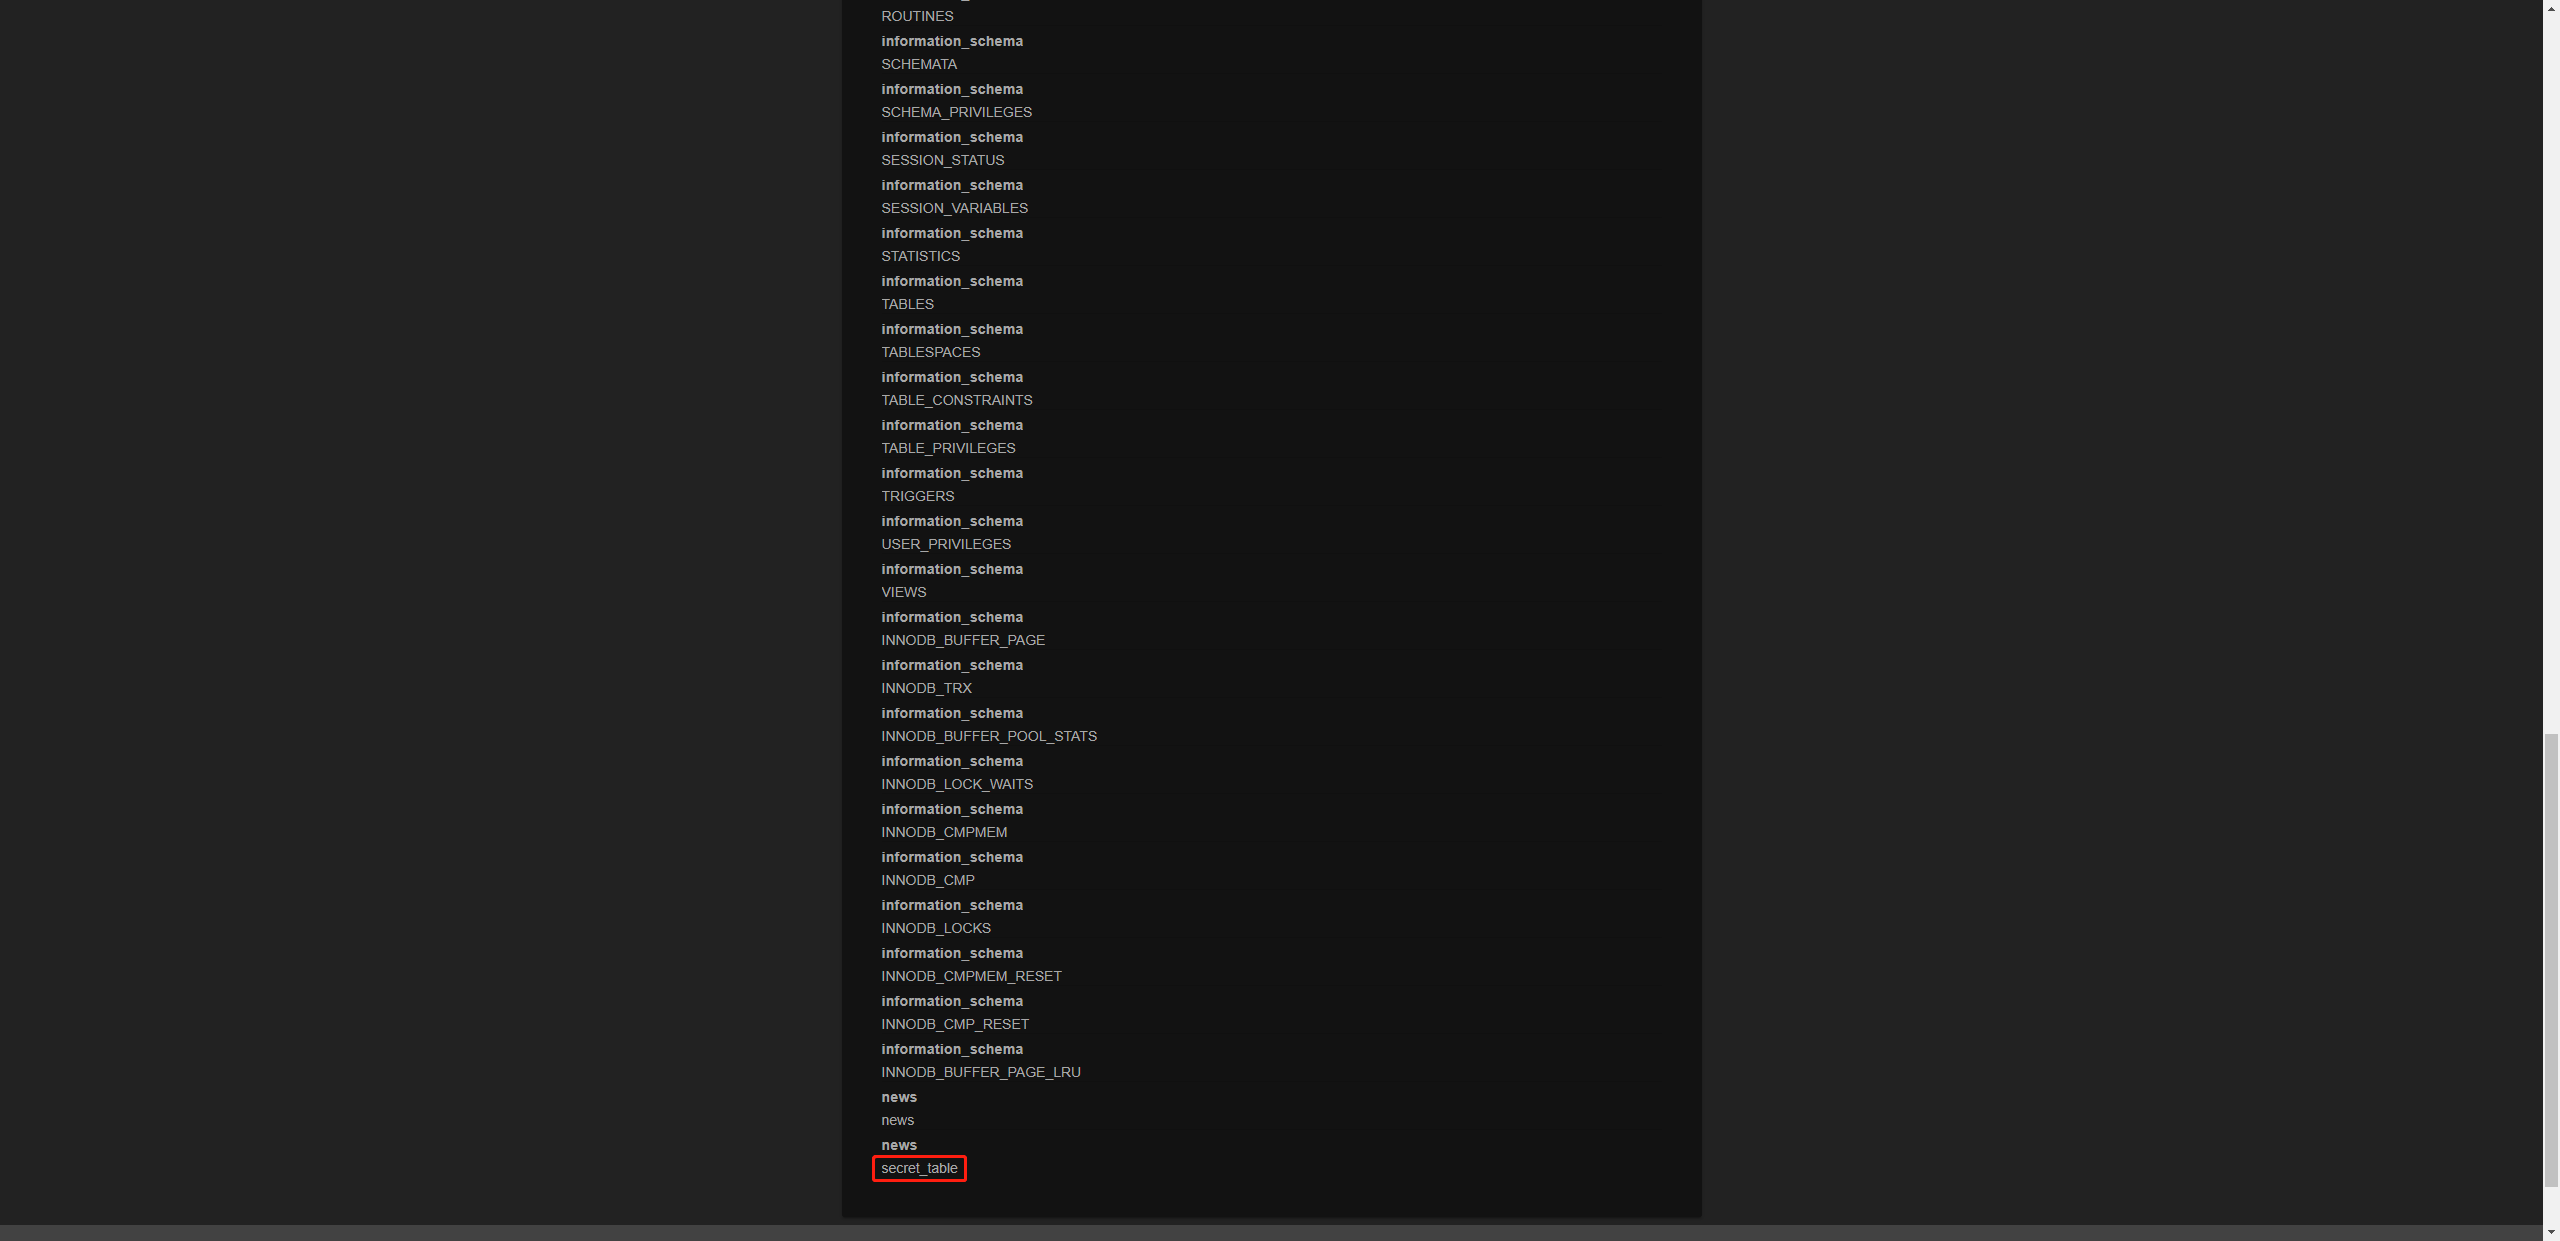 ROUTINES
information_schema
SCHEMATA
information_schema
SCHEMA_PRIVILEGES
information_schema
SESSION_STATUS
information_schema
SESSION_VARIABLES
information_schema
STATISTICS
information_schema
TABLES
information_schema
TABLESPACES
information_schema
TABLE_CONSTRAINTS
information_schema
TABLE_PRIVILEGES
information_schema
TRIGGERS
information_schema
USER_PRIVILEGES
information_schema
VIEWS
information_schema
INNODB_BUFFER_PAGE
information_schema
INNODB_TRX
information_schema
INNODB_BUFFER_POOL_STATS
information_schema
INNODB_LOCK_WAITS
information_schema
INNODB_CMPMEM
information_schema
INNODB_CMP
information_schema
INNODB_LOCKS
information_schema
INNODB_CMPMEM_RESET
information_schema
INNODB_CMP_RESET
information_schema
INNODB_BUFFER_PAGE_LRU
news
news
news
secret_table